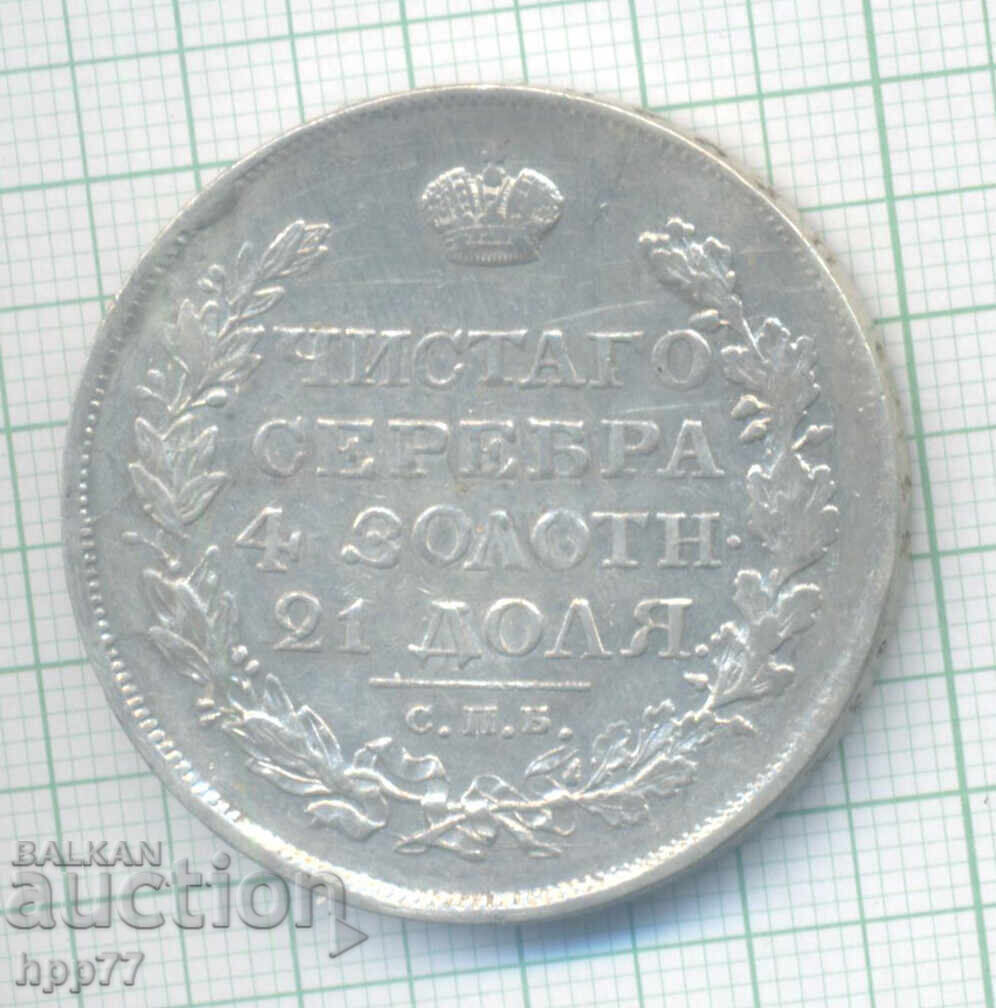 ЧИСТАГО
СЕРЕБРА
4 ЗОЛОТН.
21 ДОЛЯ.
С.П.Б.
BALKAN
auction
hpp77